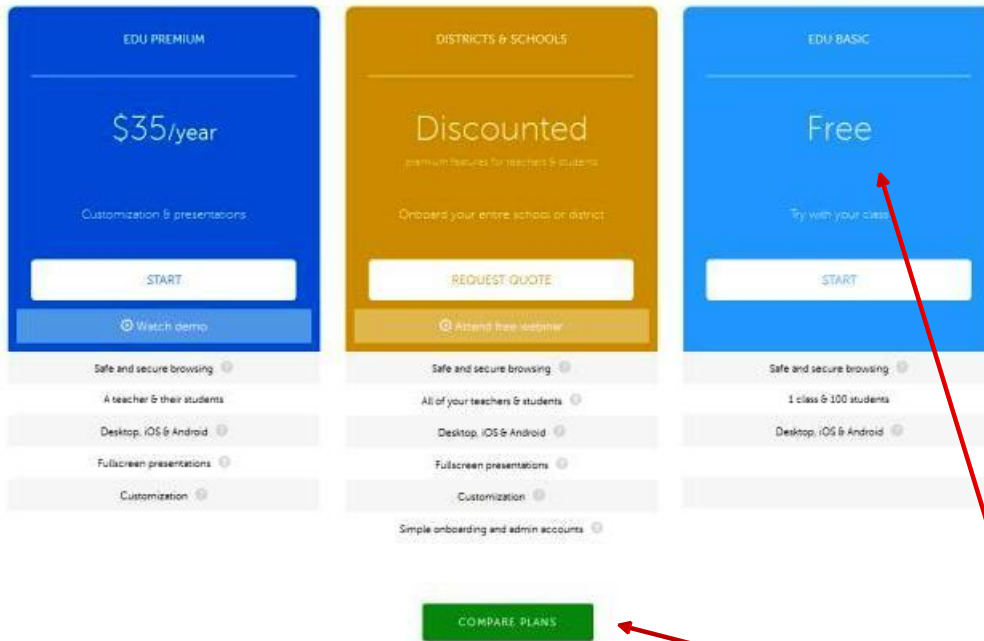 EDU PREMIUM
$35/year
Customization & presentations
START
Watch demo
Safe and secure browsing
A teacher & their students
Desktop, iOS & Android
Fullscreen presentations
Customization
DISTRICTS & SCHOOLS
Discounted
premium features for teachers & students
Onboard your entire school or district
REQUEST QUOTE
Attend free webinar
Safe and secure browsing
All of your teachers & students
Desktop, iOS & Android
Fullscreen presentations
Customization
Simple onboarding and admin accounts
EDU BASIC
Free
Try with your class
START
Safe and secure browsing
1 class & 100 students
Desktop, iOS & Android
COMPARE PLANS